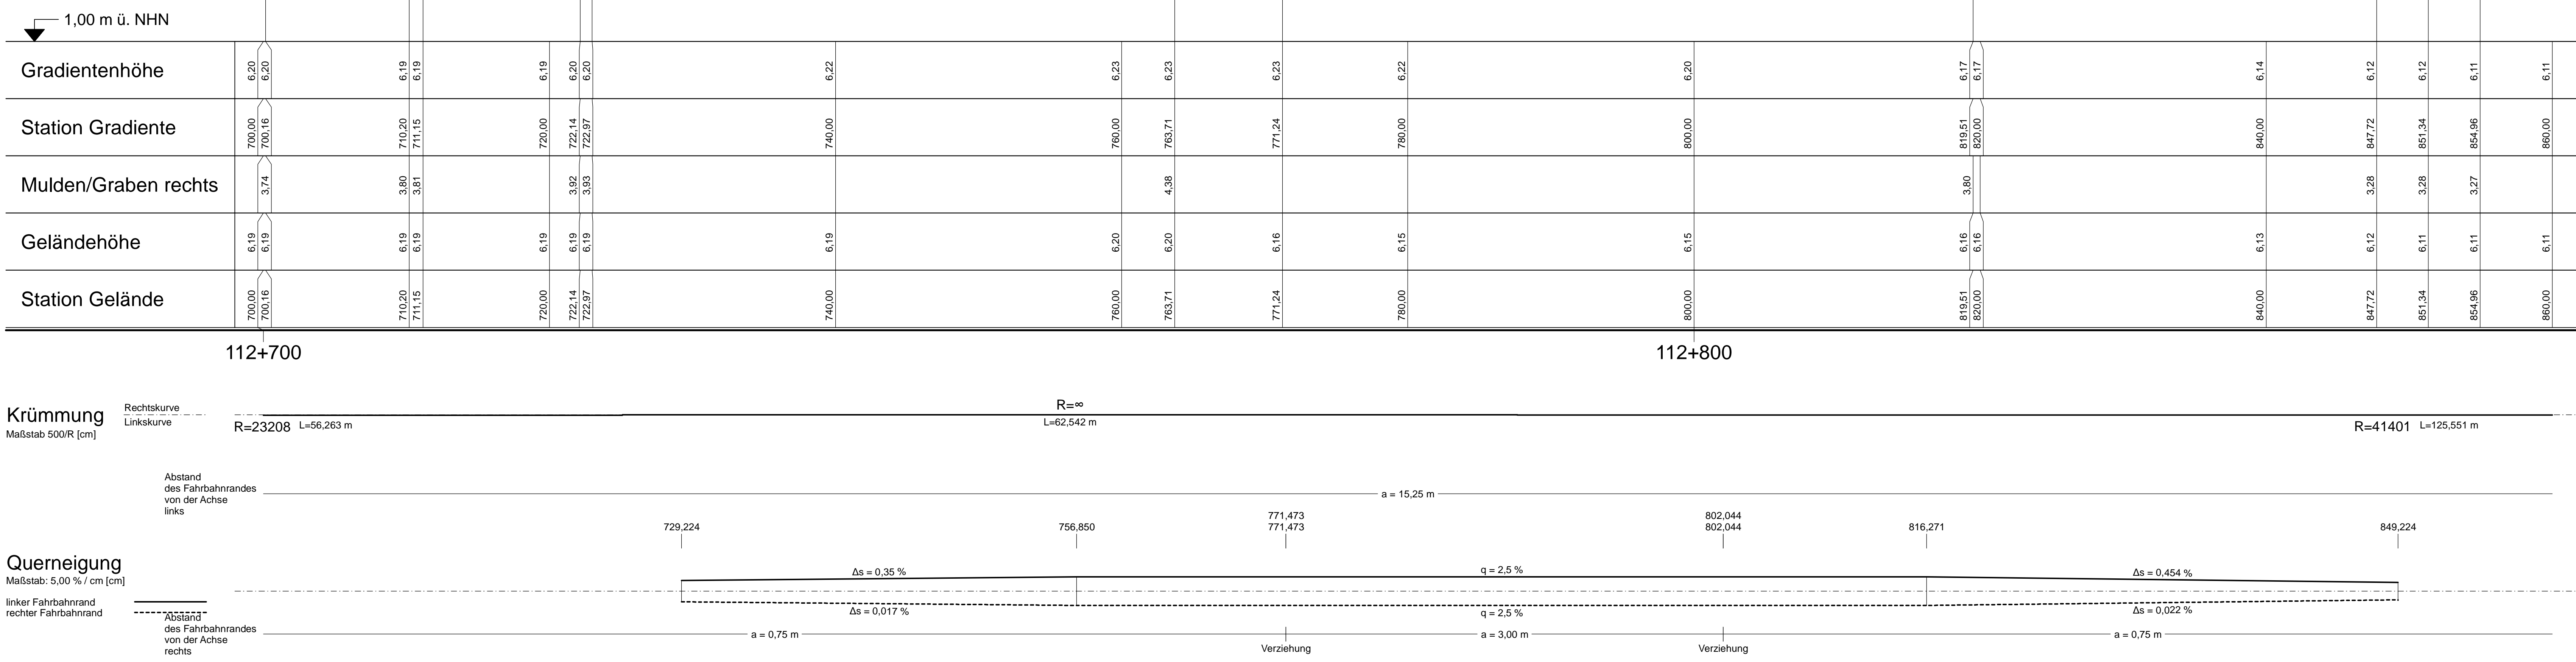 1,00 m ü. NHN
Gradientenhöhe 6,20 6,20 6,19 6,19 6,19 6,20 6,20 6,22 6,23 6,23 6,23 6,22 6,20 6,17 6,17 6,14 6,12 6,12 6,11 6,11
Station Gradiente 700,00 700,16 710,20 711,15 720,00 722,14 722,97 740,00 760,00 763,71 771,24 780,00 800,00 819,51 820,00 840,00 847,72 851,34 854,96 860,00
Mulden/Graben rechts 3,74 3,80 3,81 3,92 3,93 4,38 3,80 3,28 3,28 3,27
Geländehöhe 6,19 6,19 6,19 6,19 6,19 6,19 6,19 6,19 6,20 6,20 6,16 6,15 6,15 6,16 6,16 6,13 6,12 6,11 6,11 6,11
Station Gelände 700,00 700,16 710,20 711,15 720,00 722,14 722,97 740,00 760,00 763,71 771,24 780,00 800,00 819,51 820,00 840,00 847,72 851,34 854,96 860,00
112+700 112+800
Krümmung
Maßstab 500/R [cm]
Rechtskurve
Linkskurve
R=23208 L=56,263 m
R=∞
L=62,542 m
R=41401 L=125,551 m
Abstand
des Fahrbahnrandes
von der Achse
links
a = 15,25 m
771,473 802,044
729,224 756,850 771,473 802,044 816,271 849,224
Querneigung
Maßstab: 5,00 % / cm [cm]
linker Fahrbahnrand
rechter Fahrbahnrand
Δs = 0,35 % q = 2,5 % Δs = 0,454 %
Δs = 0,017 % q = 2,5 % Δs = 0,022 %
Abstand
des Fahrbahnrandes
von der Achse
rechts
a = 0,75 m a = 3,00 m a = 0,75 m
Verziehung Verziehung